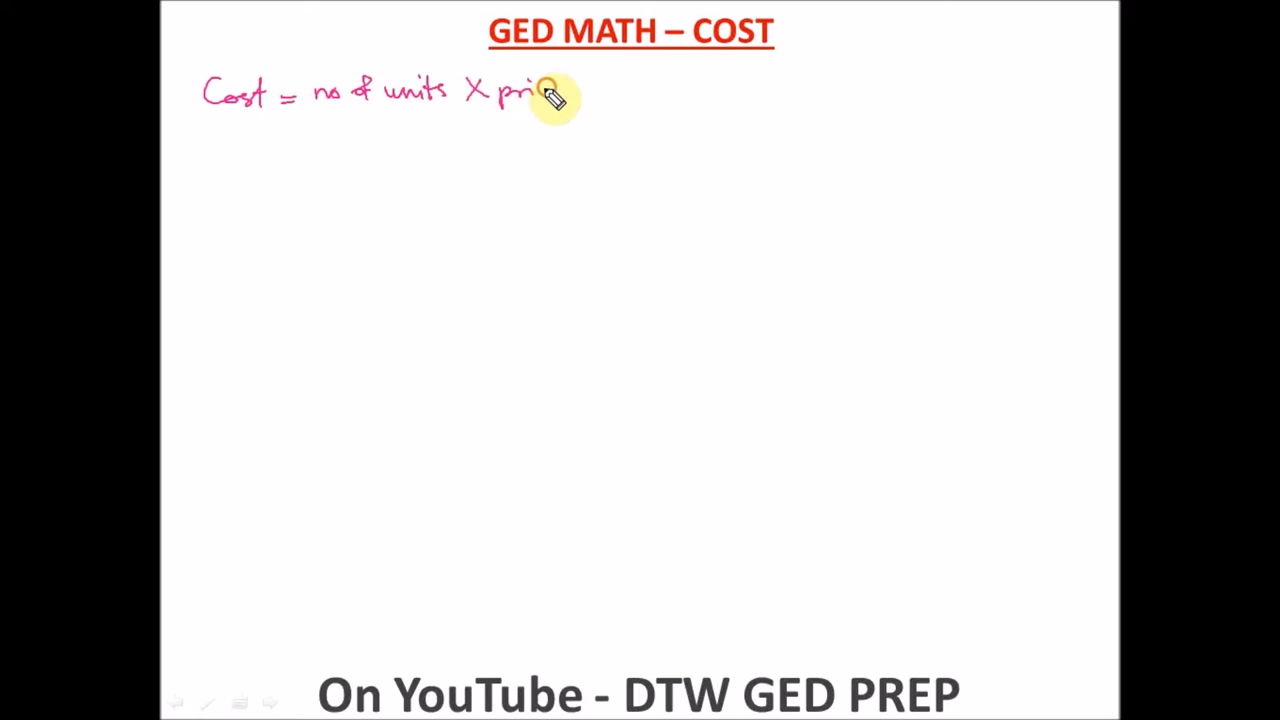 GED MATH – COST
Cost = no of units X pri
On YouTube - DTW GED PREP